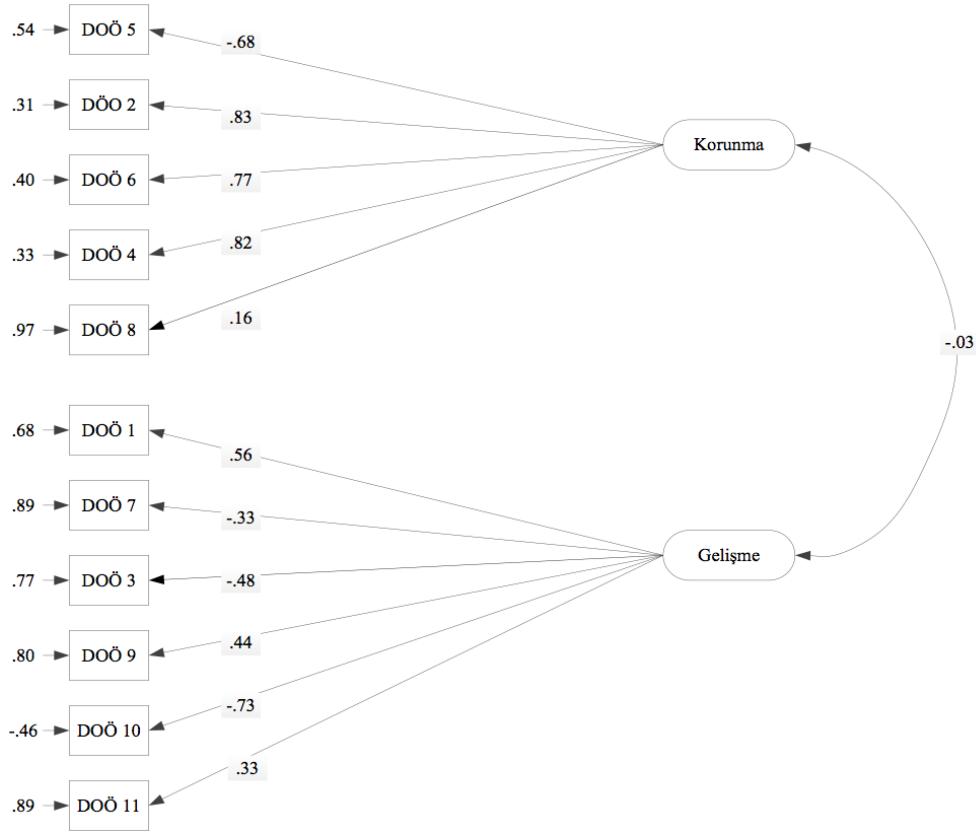 .54 DOÖ 5 -.68
.31 DÖO 2 .83
Korunma
.40 DOÖ 6 .77
.33 DOÖ 4 .82
.97 DOÖ 8 .16
-.03
.68 DOÖ 1 .56
.89 DOÖ 7 -.33
Gelişme
.77 DOÖ 3 -.48
.80 DOÖ 9 .44
-.46 DOÖ 10 -.73
.89 DOÖ 11 .33